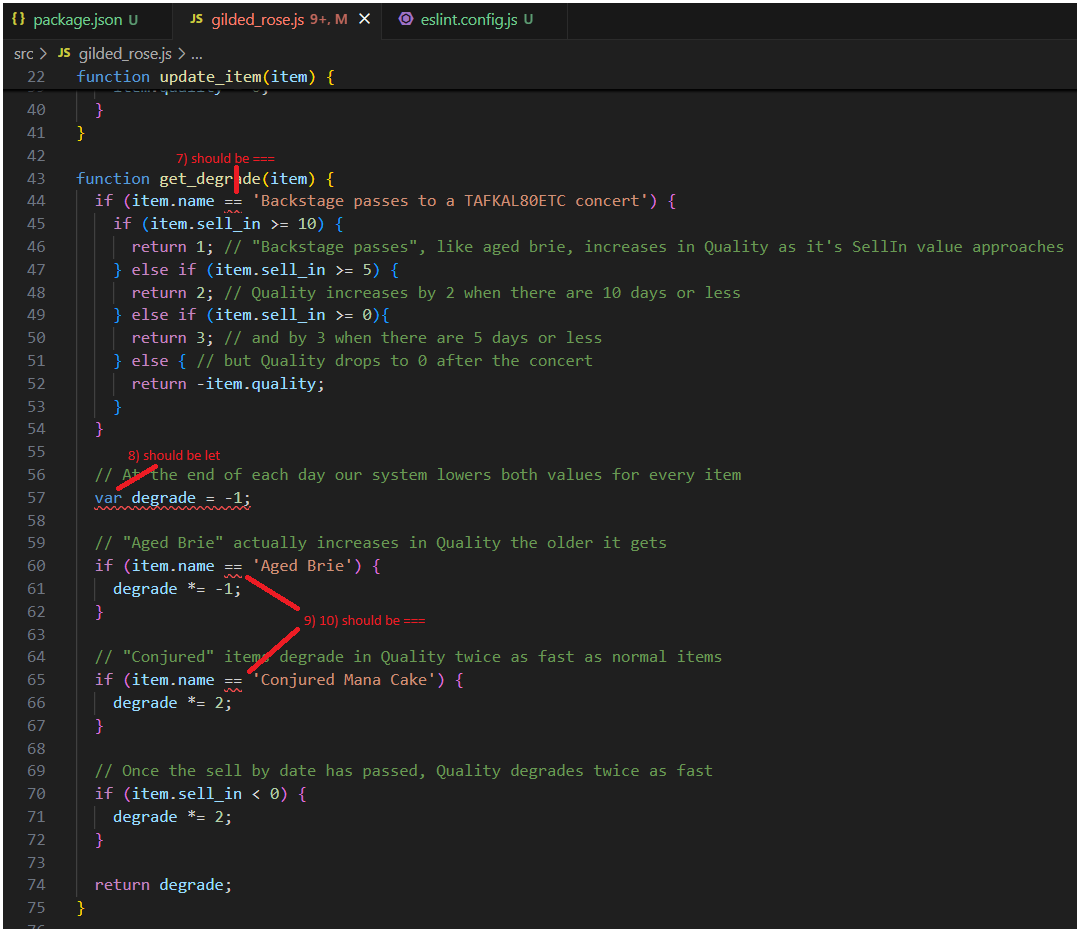 {} package.json U
JS gilded_rose.js 9+, M ✕
eslint.config.js U
src > JS gilded_rose.js > ...
22 function update_item(item) {
40 }
41 }
42
7) should be ===
43 function get_degrade(item) {
44 if (item.name == 'Backstage passes to a TAFKAL80ETC concert') {
45 if (item.sell_in >= 10) {
46 return 1; // "Backstage passes", like aged brie, increases in Quality as it's SellIn value approaches
47 } else if (item.sell_in >= 5) {
48 return 2; // Quality increases by 2 when there are 10 days or less
49 } else if (item.sell_in >= 0){
50 return 3; // and by 3 when there are 5 days or less
51 } else { // but Quality drops to 0 after the concert
52 return -item.quality;
53 }
54 }
55
8) should be let
56 // At the end of each day our system lowers both values for every item
57 var degrade = -1;
58
59 // "Aged Brie" actually increases in Quality the older it gets
60 if (item.name == 'Aged Brie') {
61 degrade *= -1;
62 }
9) 10) should be ===
63
64 // "Conjured" items degrade in Quality twice as fast as normal items
65 if (item.name == 'Conjured Mana Cake') {
66 degrade *= 2;
67 }
68
69 // Once the sell by date has passed, Quality degrades twice as fast
70 if (item.sell_in < 0) {
71 degrade *= 2;
72 }
73
74 return degrade;
75 }